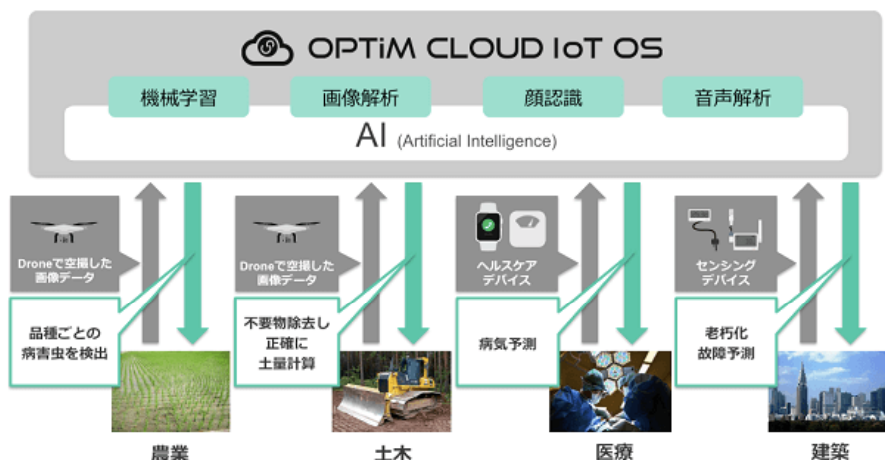 OPTiM CLOUD IoT OS
機械学習
画像解析
顔認識
音声解析
AI (Artificial Intelligence)
Droneで空撮した
画像データ
Droneで空撮した
画像データ
ヘルスケア
デバイス
センシング
デバイス
品種ごとの
病害虫を検出
不要物除去し
正確に
土量計算
病気予測
老朽化
故障予測
農業
土木
医療
建築